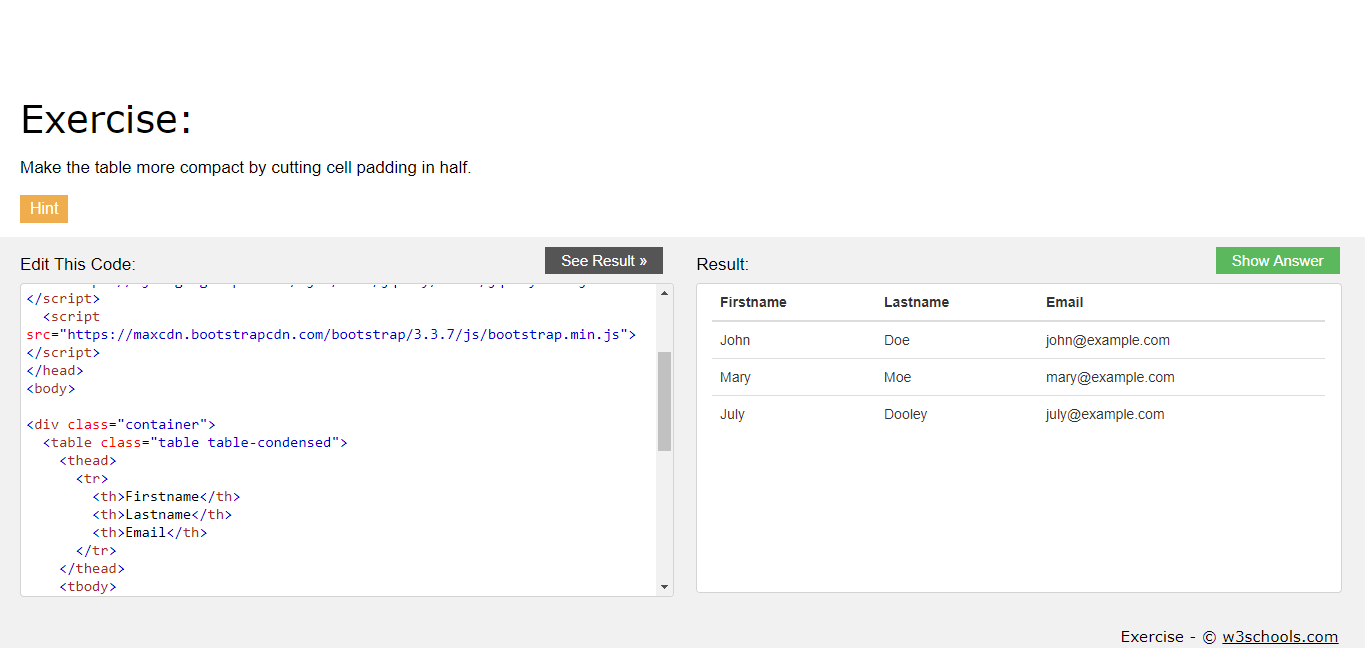 Exercise:
Make the table more compact by cutting cell padding in half.
Hint
Edit This Code:
See Result »
</script>
<script
src="https://maxcdn.bootstrapcdn.com/bootstrap/3.3.7/js/bootstrap.min.js">
</script>
</head>
<body>
<div class="container">
<table class="table table-condensed">
<thead>
<tr>
<th>Firstname</th>
<th>Lastname</th>
<th>Email</th>
</tr>
</thead>
<tbody>
Result:
Show Answer
Firstname Lastname Email
John Doe john@example.com
Mary Moe mary@example.com
July Dooley july@example.com
Exercise - © w3schools.com